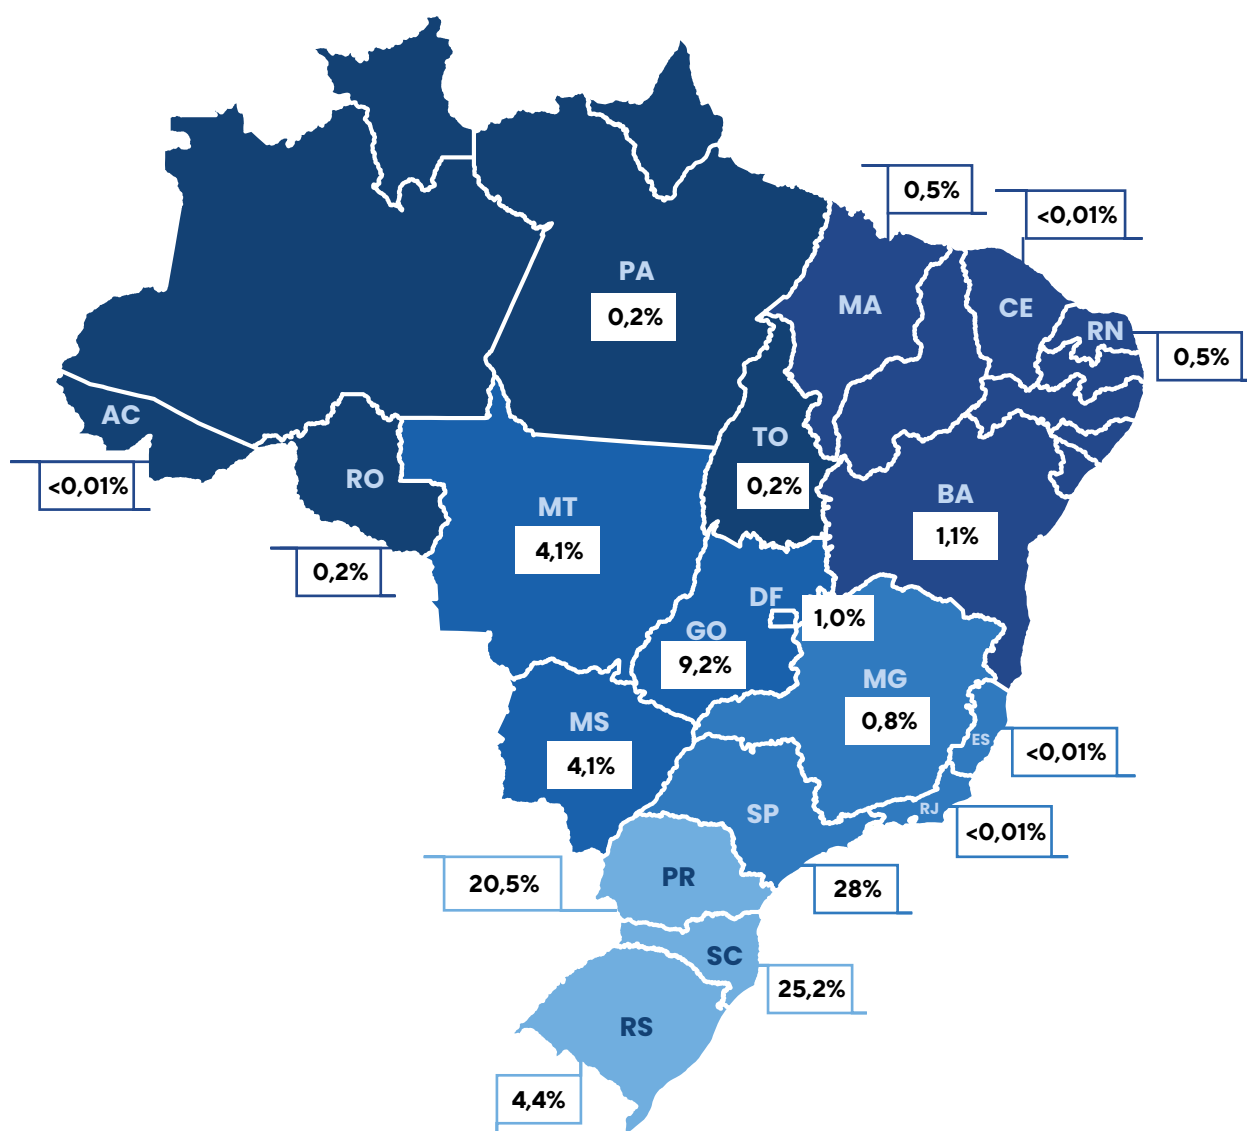 0,5%
<0,01%
PA
0,2%
MA
CE
RN
0,5%
AC
<0,01%
TO
0,2%
RO
0,2%
MT
4,1%
BA
1,1%
DF
1,0%
GO
9,2%
MG
0,8%
MS
4,1%
ES
<0,01%
RJ
<0,01%
SP
28%
PR
20,5%
SC
25,2%
RS
4,4%